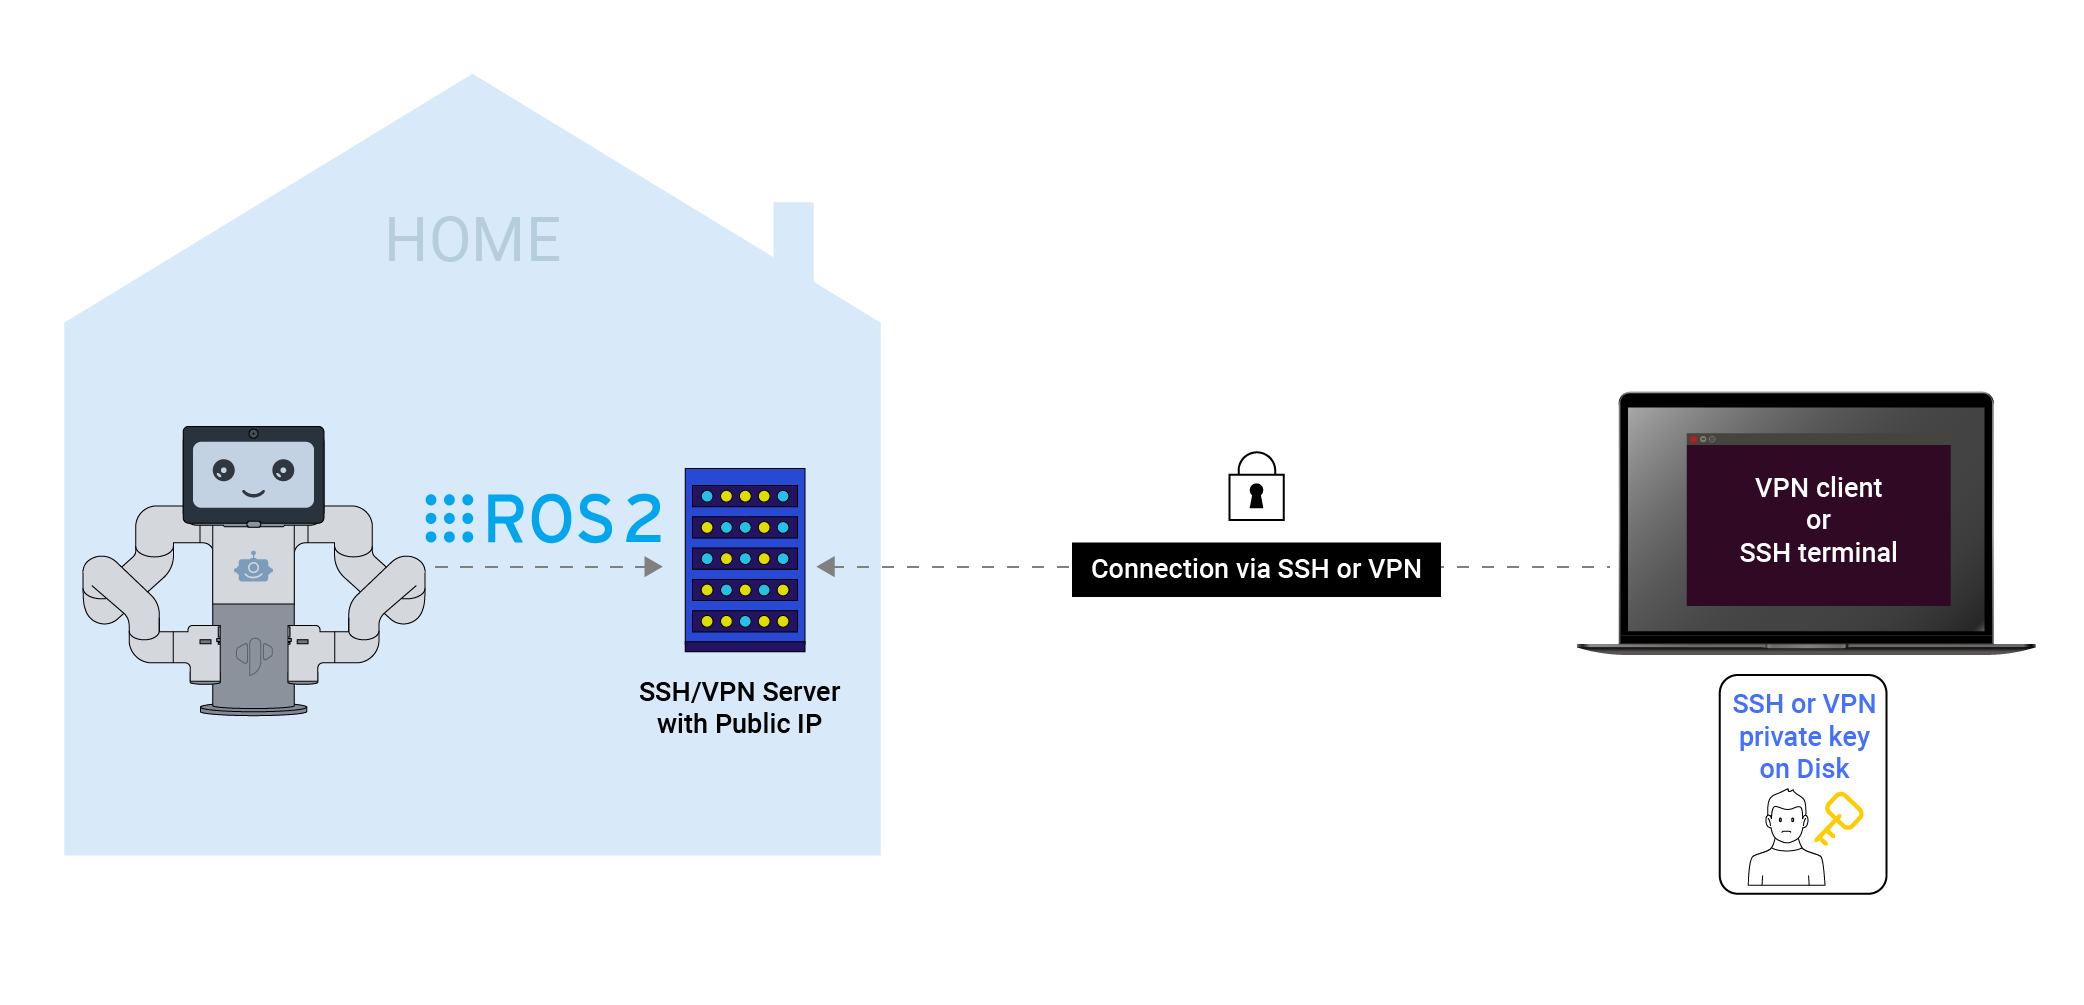 HOME
ROS 2
SSH/VPN Server
with Public IP
Connection via SSH or VPN
VPN client
or
SSH terminal
SSH or VPN
private key
on Disk